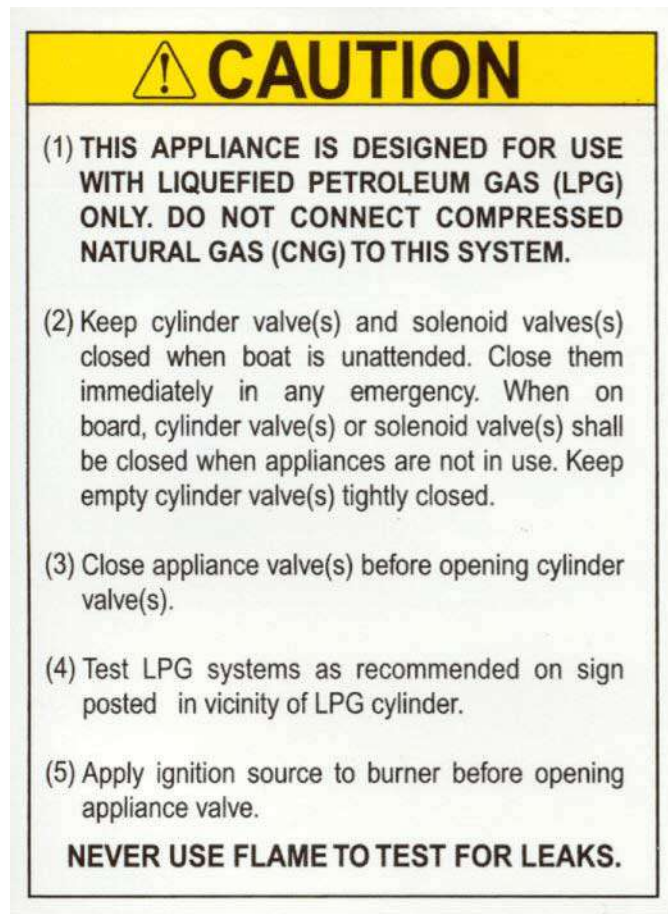 CAUTION
(1) THIS APPLIANCE IS DESIGNED FOR USE
WITH LIQUEFIED PETROLEUM GAS (LPG)
ONLY. DO NOT CONNECT COMPRESSED
NATURAL GAS (CNG) TO THIS SYSTEM.
(2) Keep cylinder valve(s) and solenoid valves(s)
closed when boat is unattended. Close them
immediately in any emergency. When on
board, cylinder valve(s) or solenoid valve(s) shall
be closed when appliances are not in use. Keep
empty cylinder valve(s) tightly closed.
(3) Close appliance valve(s) before opening cylinder
valve(s).
(4) Test LPG systems as recommended on sign
posted in vicinity of LPG cylinder.
(5) Apply ignition source to burner before opening
appliance valve.
NEVER USE FLAME TO TEST FOR LEAKS.